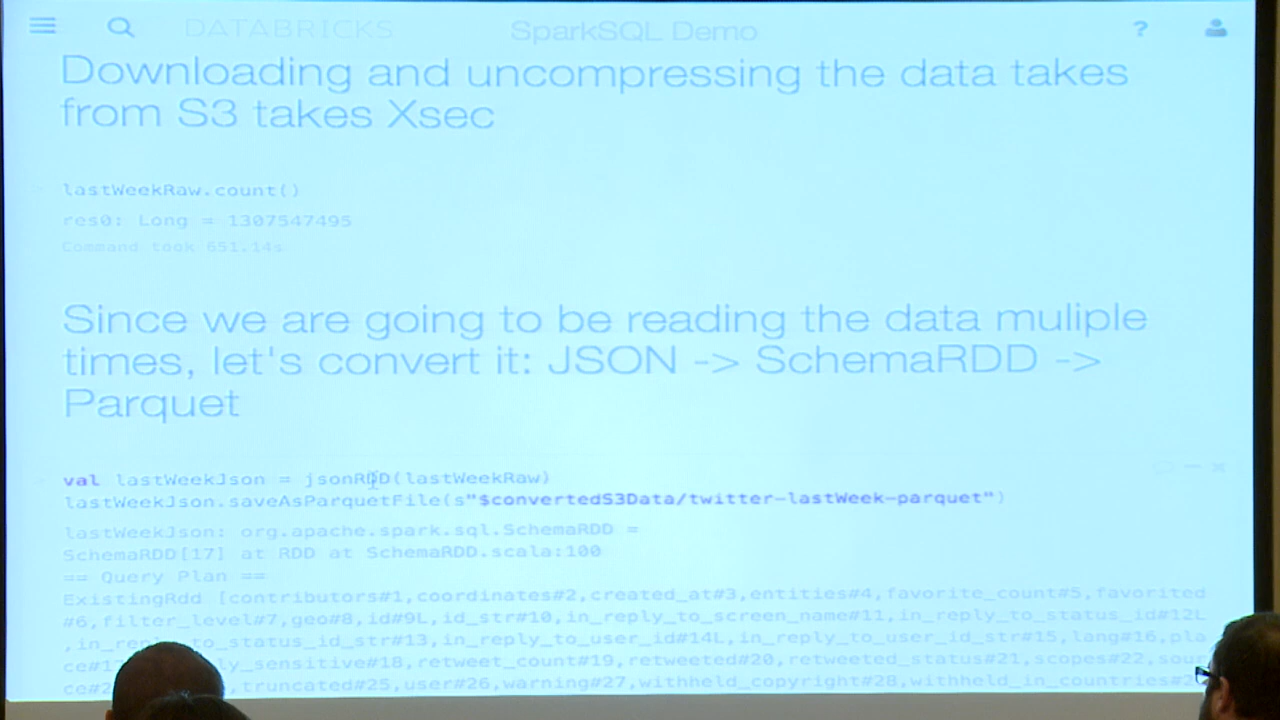 DATABRICKS SparkSQL Demo ?
Downloading and uncompressing the data takes
from S3 takes Xsec
lastWeekRaw.count()
res0: Long = 1307547495
Command took 651.14s
Since we are going to be reading the data muliple
times, let's convert it: JSON -> SchemaRDD ->
Parquet
val lastWeekJson = jsonRDD(lastWeekRaw)
lastWeekJson.saveAsParquetFile(s"$convertedS3Data/twitter-lastWeek-parquet")
lastWeekJson: org.apache.spark.sql.SchemaRDD =
SchemaRDD[17] at RDD at SchemaRDD.scala:100
== Query Plan ==
ExistingRdd [contributors#1,coordinates#2,created_at#3,entities#4,favorite_count#5,favorited
#6,filter_level#7,geo#8,id#9L,id_str#10,in_reply_to_screen_name#11,in_reply_to_status_id#12L
,in_reply_to_status_id_str#13,in_reply_to_user_id#14L,in_reply_to_user_id_str#15,lang#16,pla
ly_sensitive#18,retweet_count#19,retweeted#20,retweeted_status#21,scopes#22,sour
,truncated#25,user#26,warning#27,withheld_copyright#28,withheld_in_countries#2